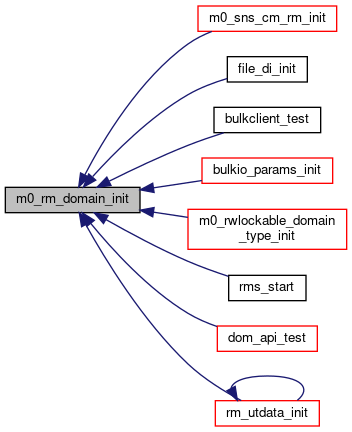 m0_sns_cm_rm_init
file_di_init
bulkclient_test
bulkio_params_init
m0_rm_domain_init
m0_rwlockable_domain
_type_init
rms_start
dom_api_test
rm_utdata_init